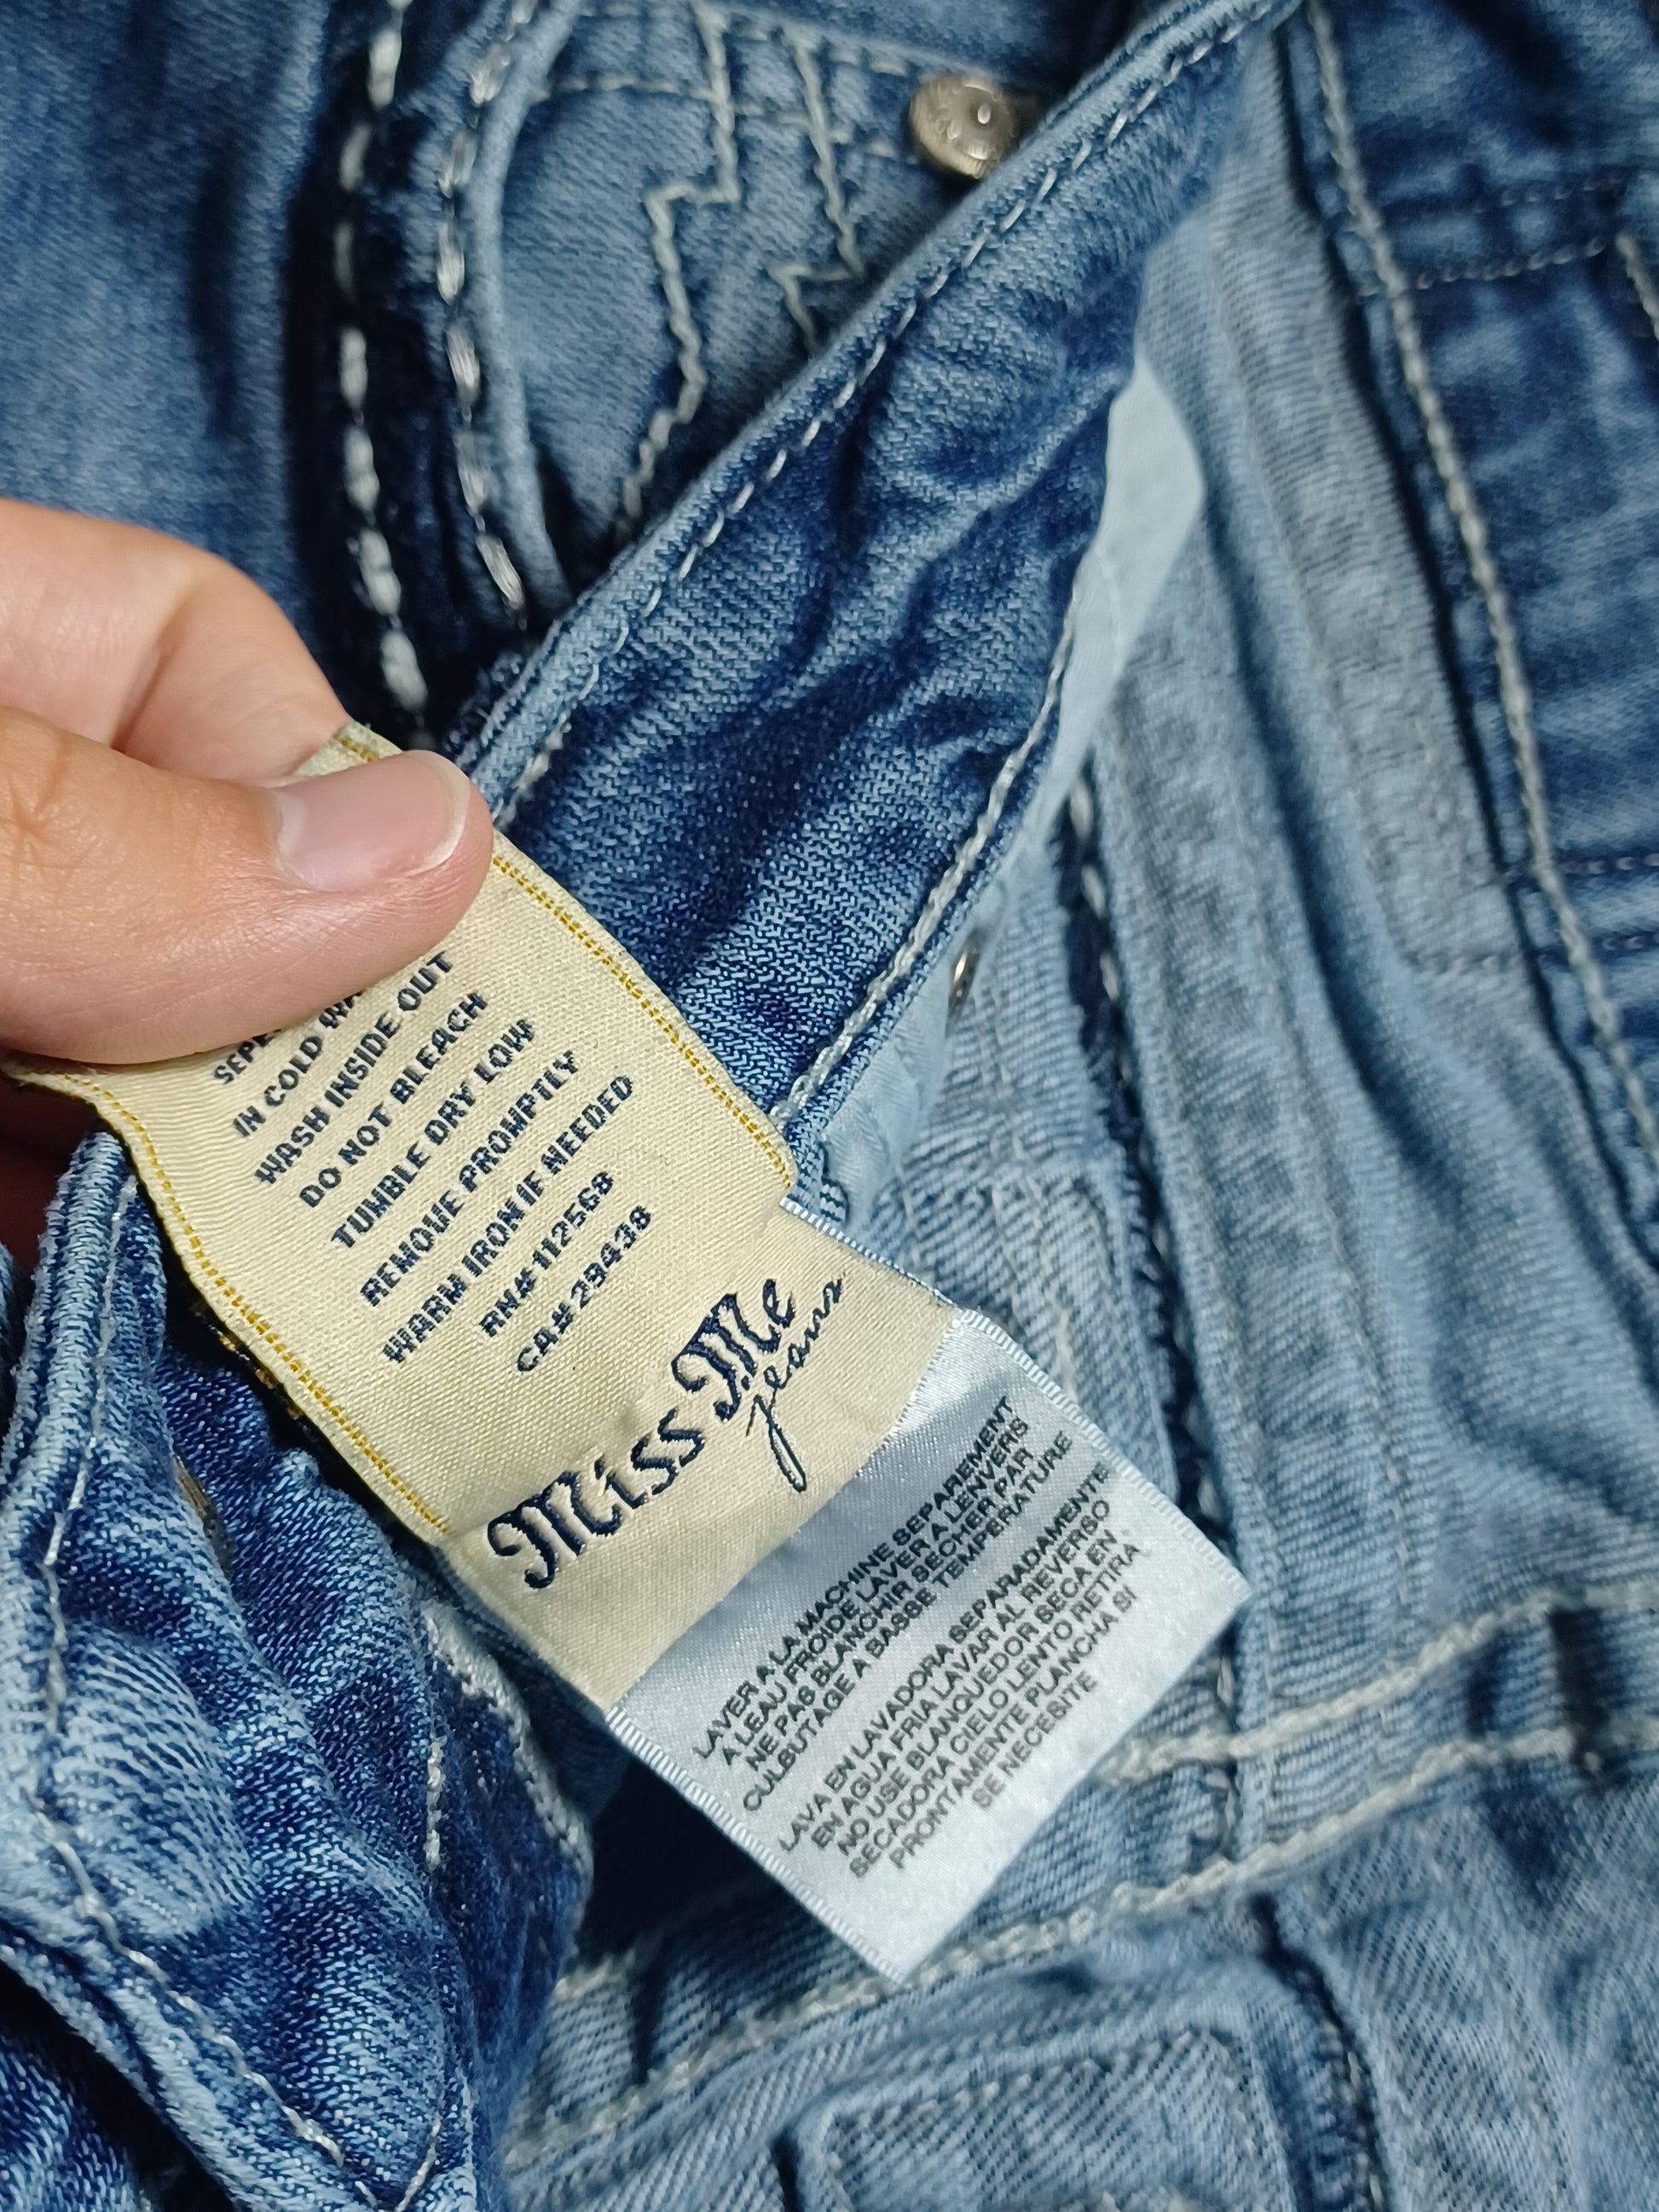 IN COLD
WASH INSIDE OUT
DO NOT BLEACH
TUMBLE DRY LOW
REMOVE PROMPTLY
WARM IRON IF NEEDED
RN# 112568
CA# 29438
Miss Me
jeans
LAVER A LA MACHINE SEPAREMENT
A LEAU FROIDE LAVER A LENVERS
NE PAS BLANCHIR SECHER PAR
CULBUTAGE A BASSE TEMPERATURE
LAVA EN LAVADORA SEPARADAMENTE
EN AGUA FRIA LAVAR AL REVERSO
NO USE BLANQUEDOR SECA EN
SECADORA CIELO LENTO RETIRA
PRONTAMENTE PLANCHA SI
SE NECESITE